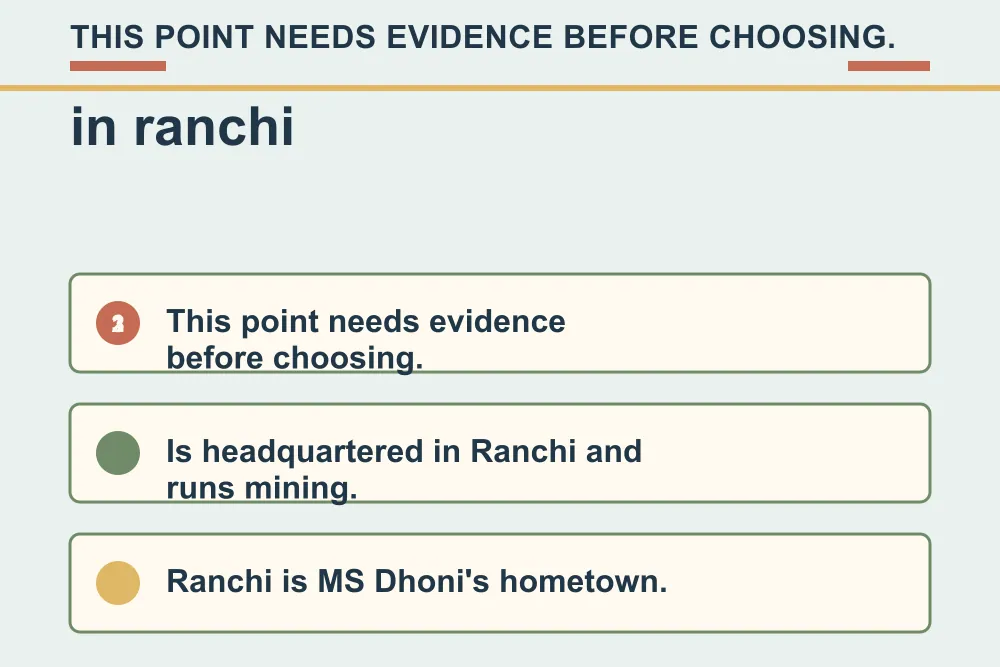 THIS POINT NEEDS EVIDENCE BEFORE CHOOSING.
in ranchi
This point needs evidence
before choosing.
Is headquartered in Ranchi and
runs mining.
Ranchi is MS Dhoni's hometown.